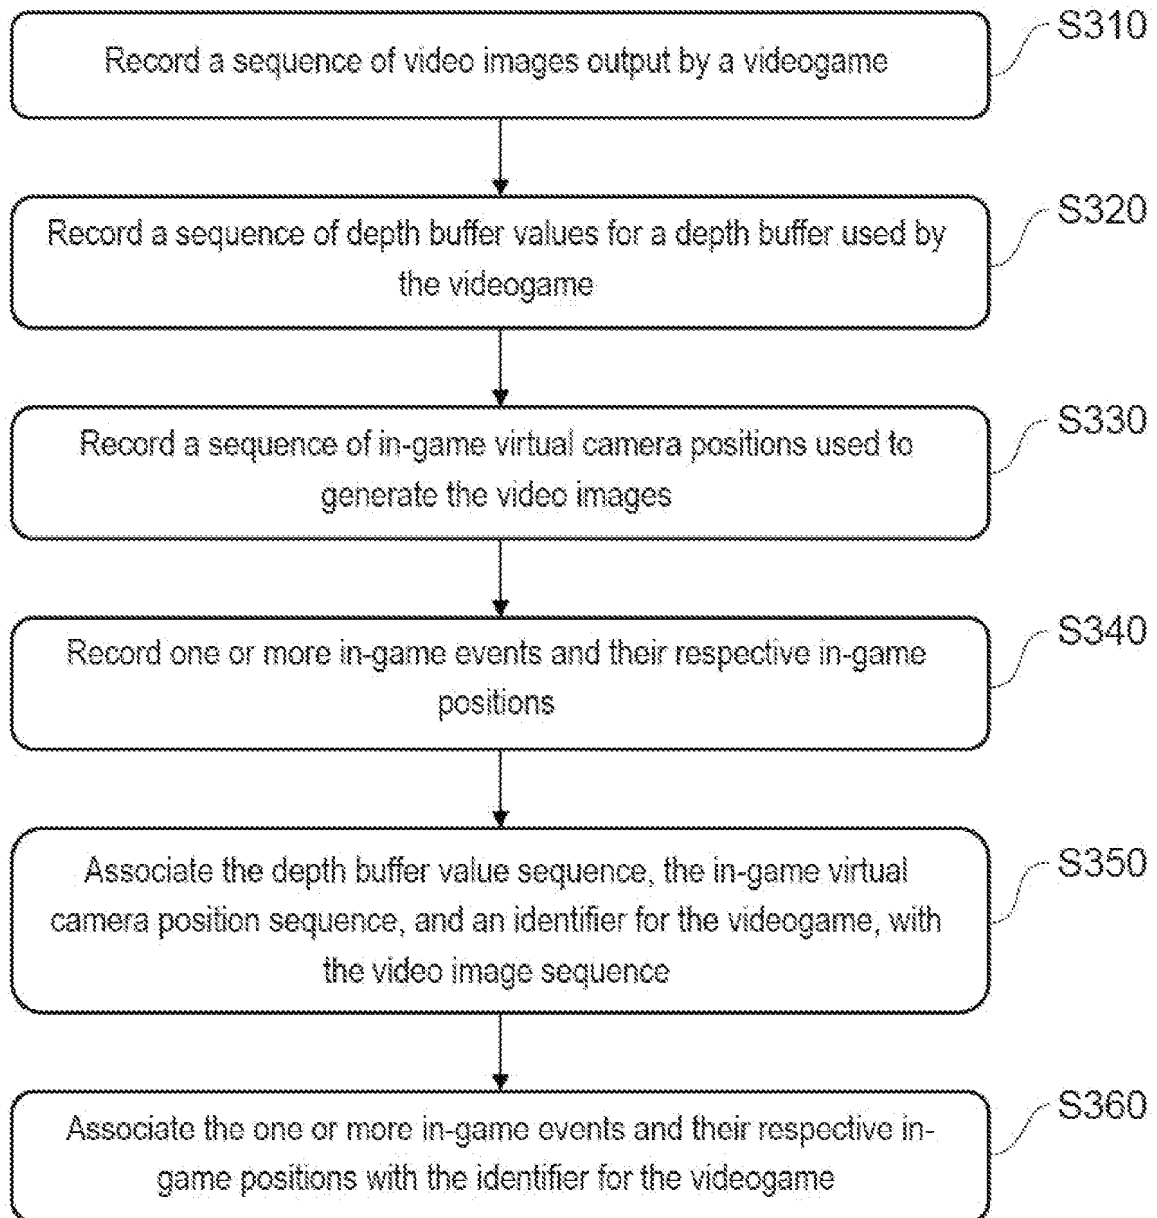 Record a sequence of video images output by a videogame
S310
Record a sequence of depth buffer values for a depth buffer used by
the videogame
S320
Record a sequence of in-game virtual camera positions used to
generate the video images
S330
Record one or more in-game events and their respective in-game
positions
S340
Associate the depth buffer value sequence, the in-game virtual
camera position sequence, and an identifier for the videogame, with
the video image sequence
S350
Associate the one or more in-game events and their respective in-
game positions with the identifier for the videogame
S360